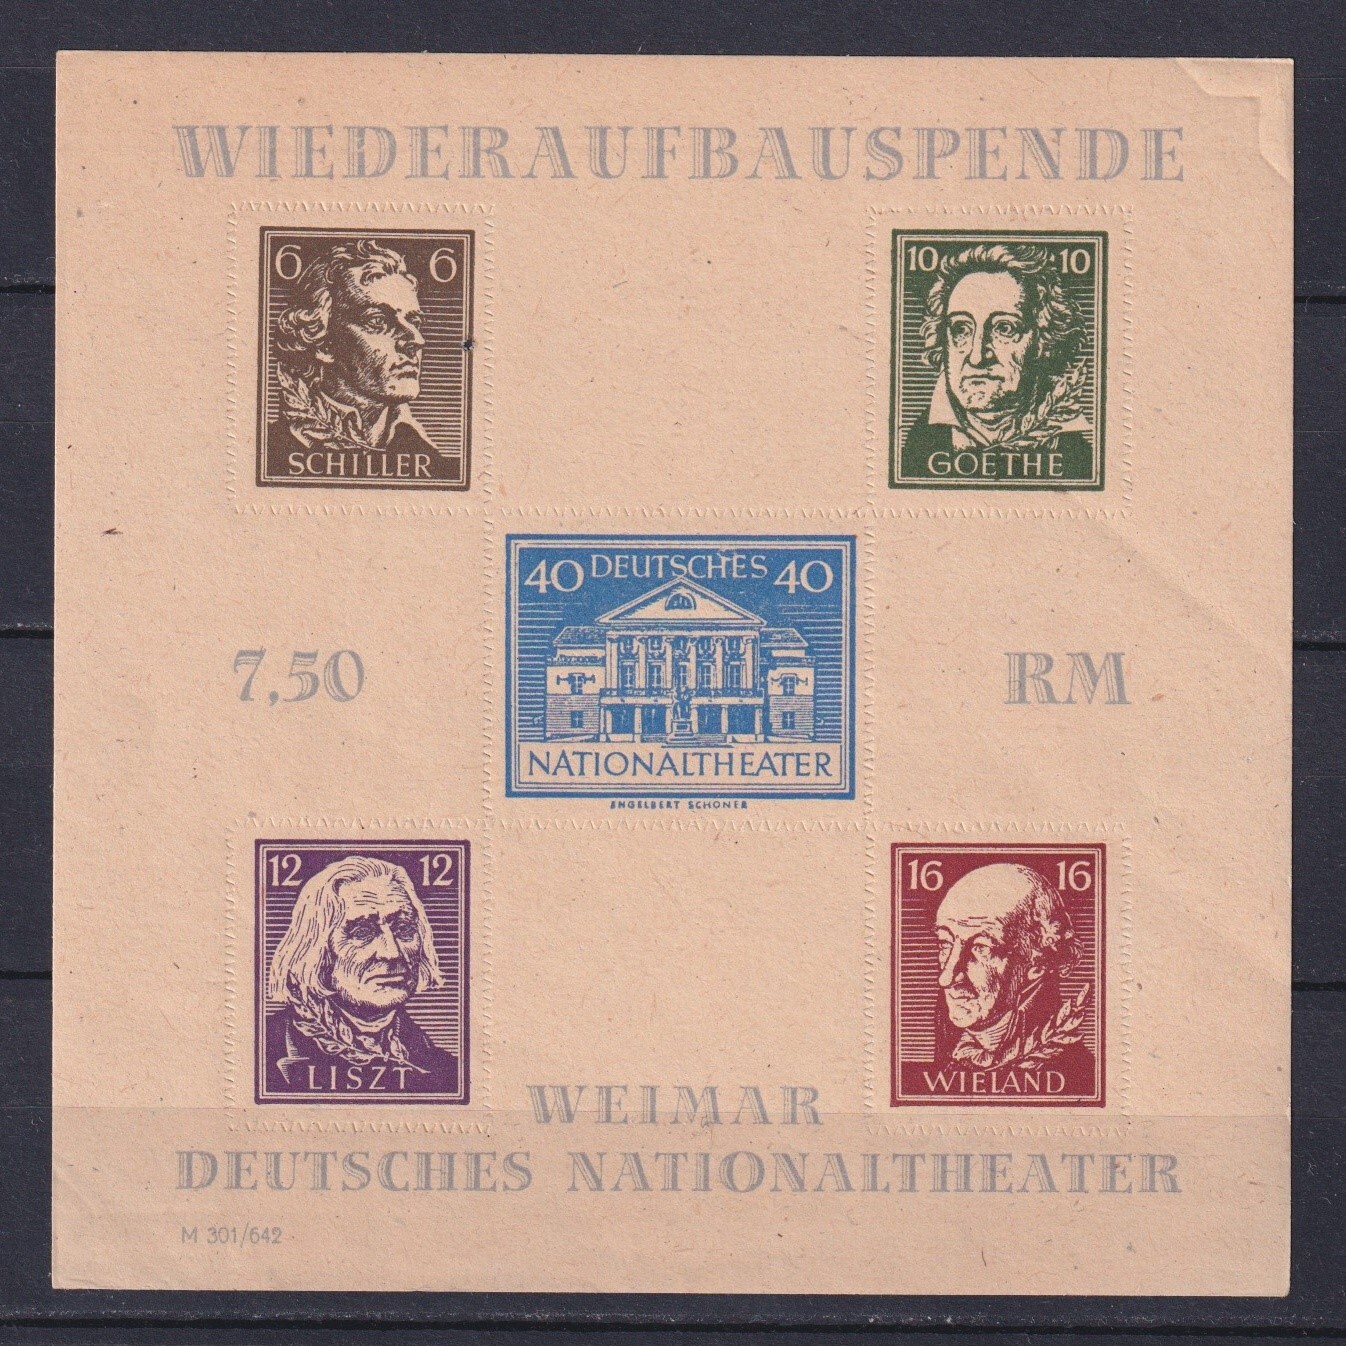 WIEDERAUFBAUSPENDE
6 6
SCHILLER
10 10
GOETHE
7,50
40 DEUTSCHES 40
NATIONALTHEATER
ENGELBERT SCHONER
RM
12 12
LISZT
16 16
WIELAND
WEIMAR
DEUTSCHES NATIONALTHEATER
M 301/642